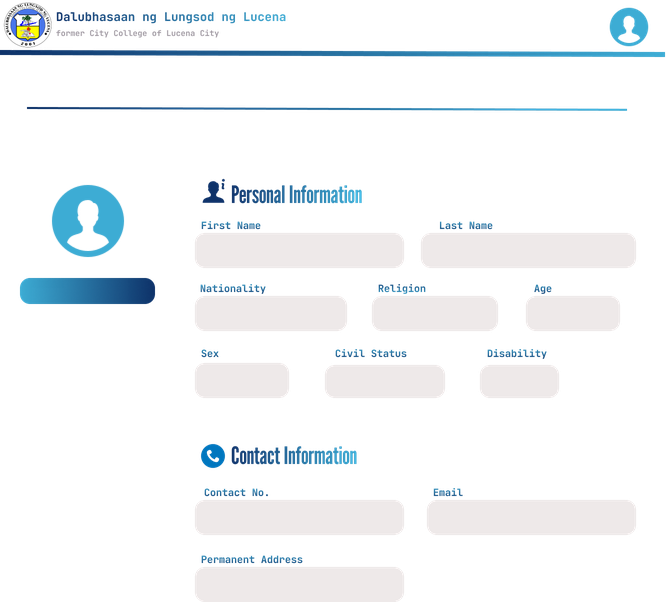 Dalubhasaan ng Lungsod ng Lucena
former City College of Lucena City
Personal Information
First Name Last Name
Nationality Religion Age
Sex Civil Status Disability
Contact Information
Contact No. Email
Permanent Address